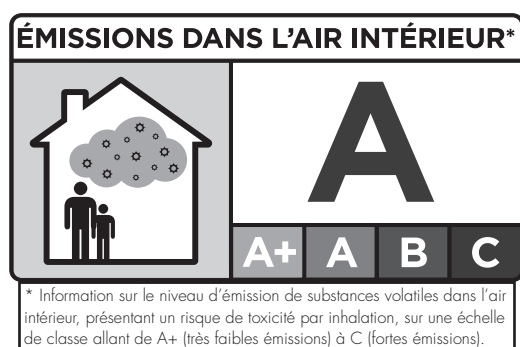 ÉMISSIONS DANS L'AIR INTÉRIEUR*
A
A+ A B C
* Information sur le niveau d'émission de substances volatiles dans l'air
intérieur, présentant un risque de toxicité par inhalation, sur une échelle
de classe allant de A+ (très faibles émissions) à C (fortes émissions).